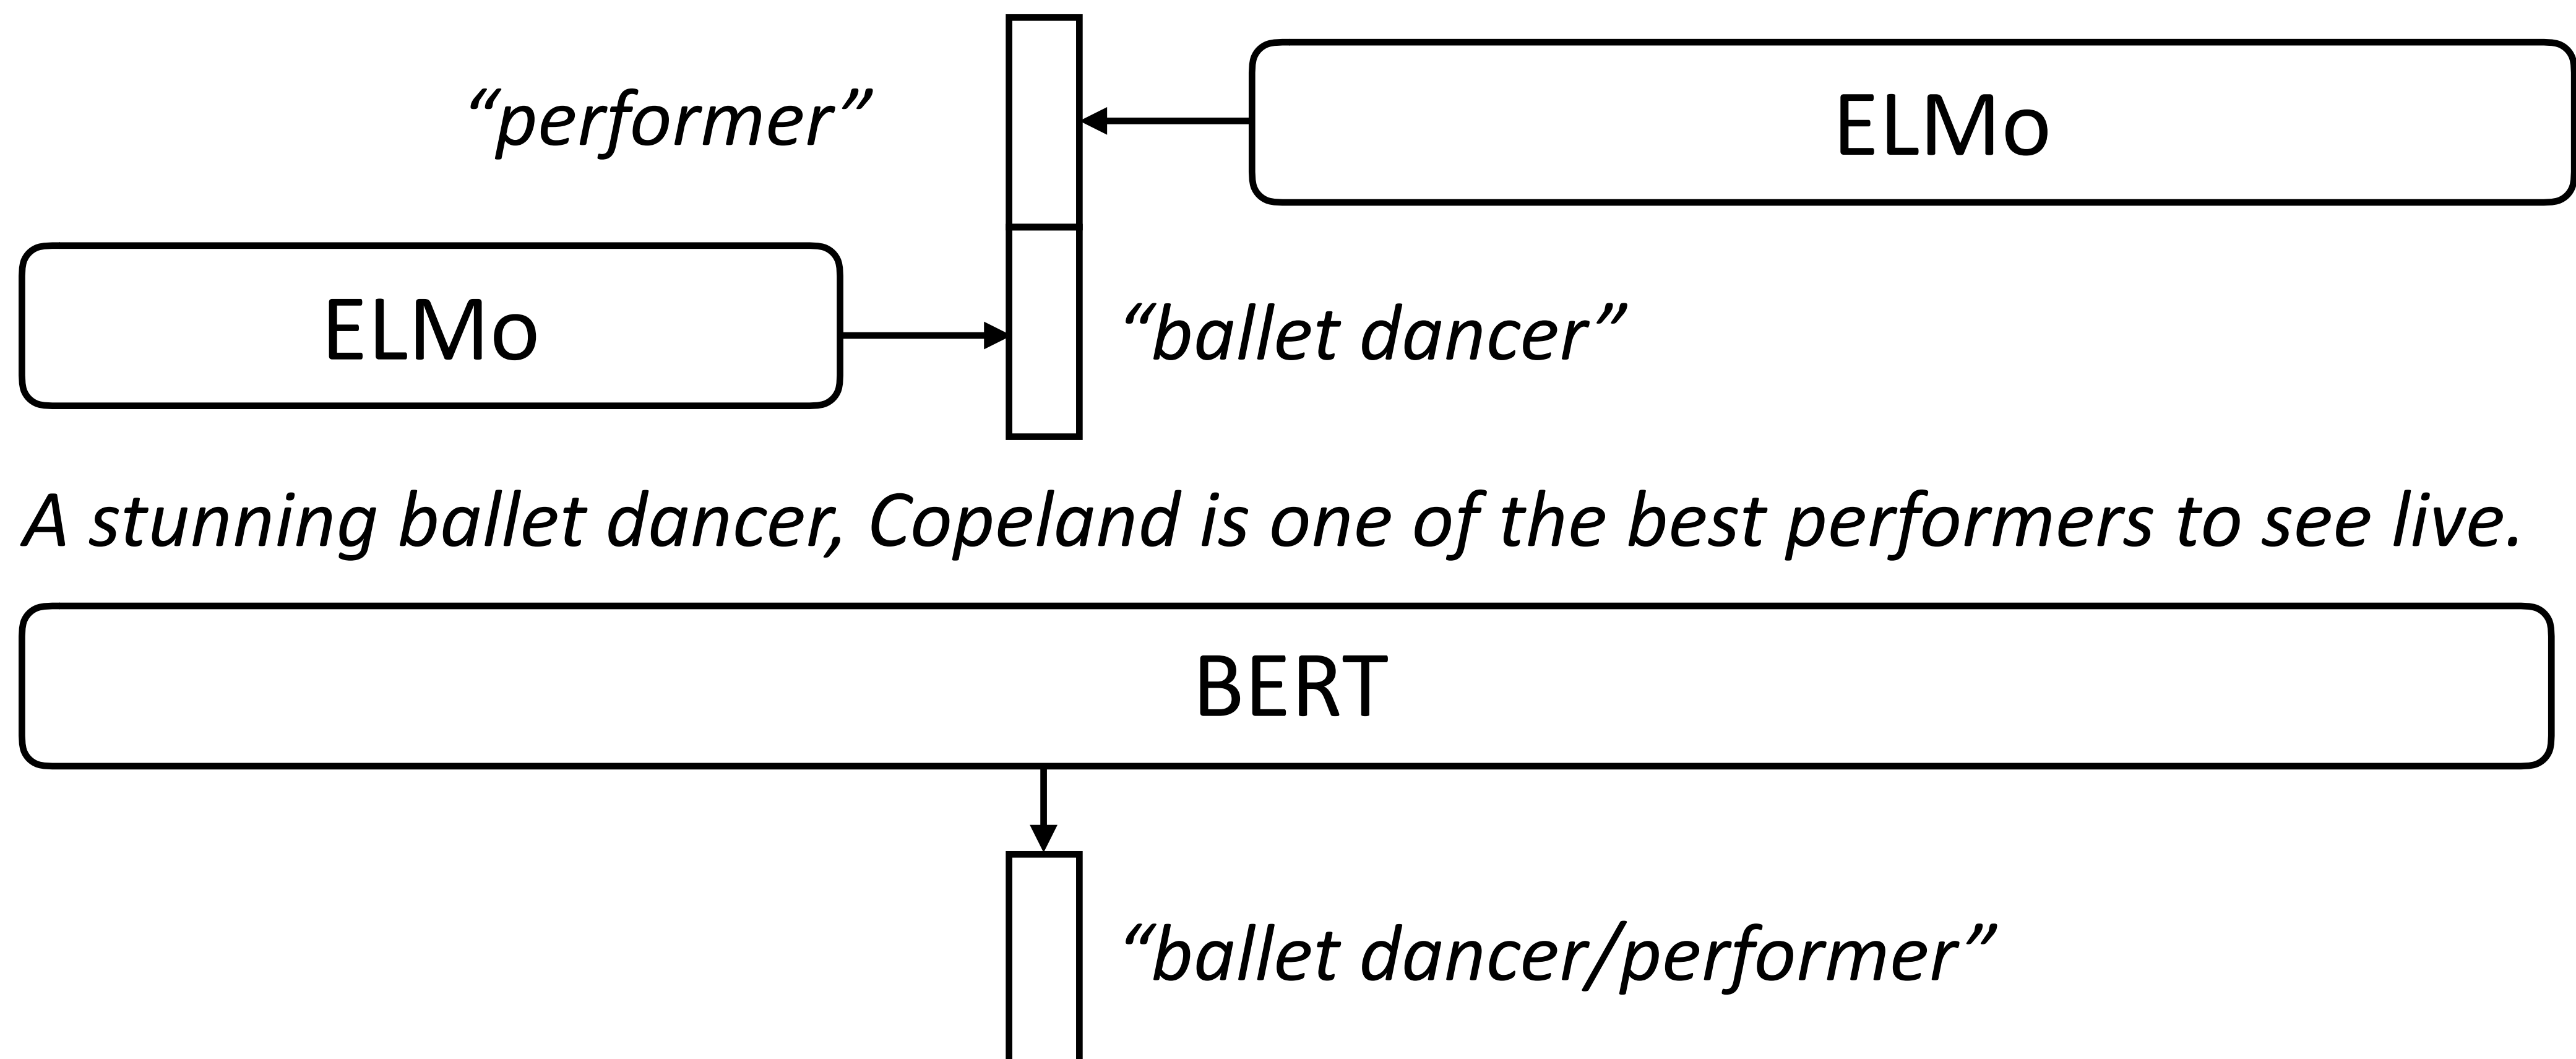 “performer”
ELMo
ELMo
“ballet dancer”
A stunning ballet dancer, Copeland is one of the best performers to see live.
BERT
“ballet dancer/performer”